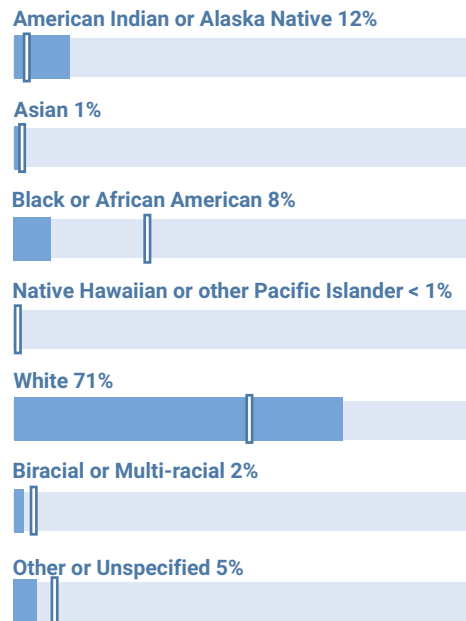 American Indian or Alaska Native 12%
Asian 1%
Black or African American 8%
Native Hawaiian or other Pacific Islander < 1%
White 71%
Biracial or Multi-racial 2%
Other or Unspecified 5%